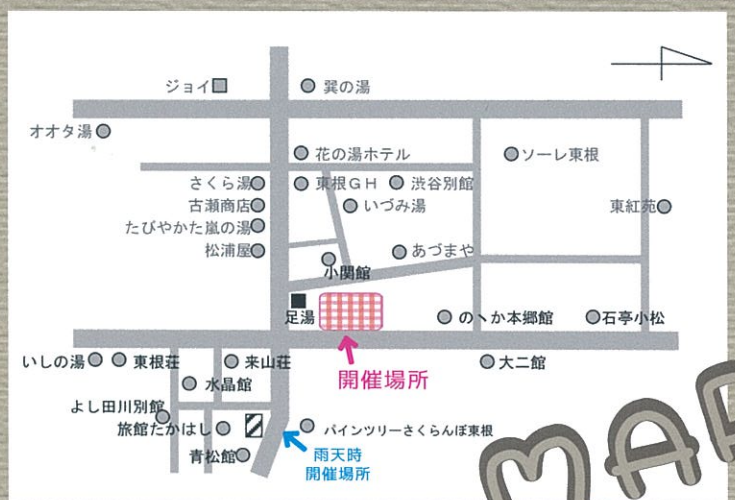 ジョイ
巽の湯
オオタ湯
花の湯ホテル
ソーレ東根
さくら湯
東根GH
渋谷別館
古瀬商店
いづみ湯
東紅苑
たびやかた嵐の湯
松浦屋
あづまや
小関館
足湯
のゝか本郷館
石亭小松
いしの湯
東根荘
来山荘
大二館
開催場所
水晶館
よし田川別館
旅館たかはし
パインツリーさくらんぼ東根
青松館
雨天時
開催場所
MAP